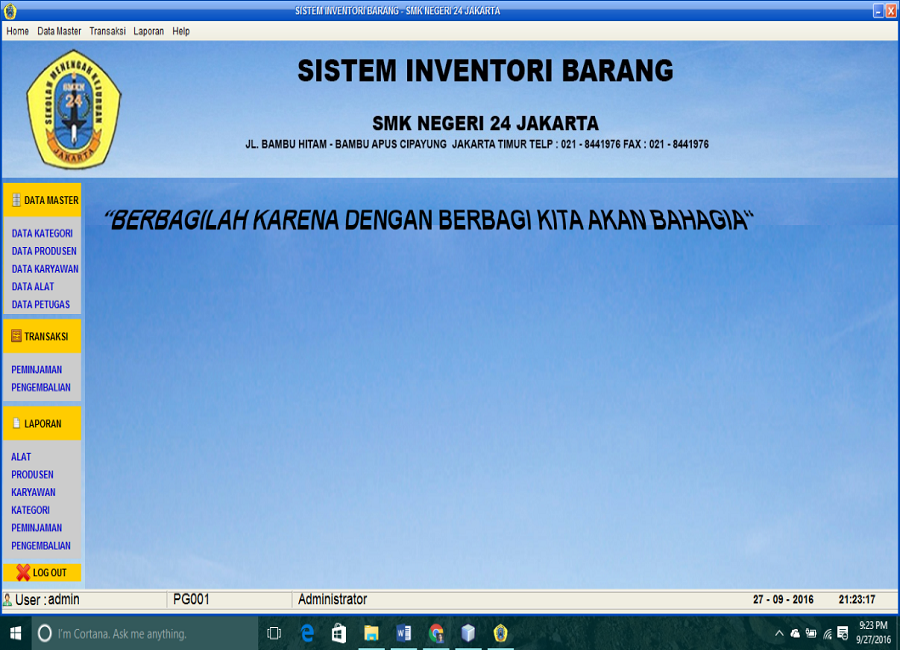 SISTEM INVENTORI BARANG - SMK NEGERI 24 JAKARTA
Home Data Master Transaksi Laporan Help
SEKOLAH MENENGAH KEJURUAN
SMKN
24
JAKARTA
SISTEM INVENTORI BARANG
SMK NEGERI 24 JAKARTA
JL. BAMBU HITAM - BAMBU APUS CIPAYUNG JAKARTA TIMUR TELP : 021 - 8441976 FAX : 021 - 8441976
DATA MASTER
DATA KATEGORI
DATA PRODUSEN
DATA KARYAWAN
DATA ALAT
DATA PETUGAS
TRANSAKSI
PEMINJAMAN
PENGEMBALIAN
LAPORAN
ALAT
PRODUSEN
KARYAWAN
KATEGORI
PEMINJAMAN
PENGEMBALIAN
LOG OUT
“BERBAGILAH KARENA DENGAN BERBAGI KITA AKAN BAHAGIA“
User : admin PG001 Administrator 27 - 09 - 2016 21:23:17
I'm Cortana. Ask me anything.
9:23 PM
9/27/2016